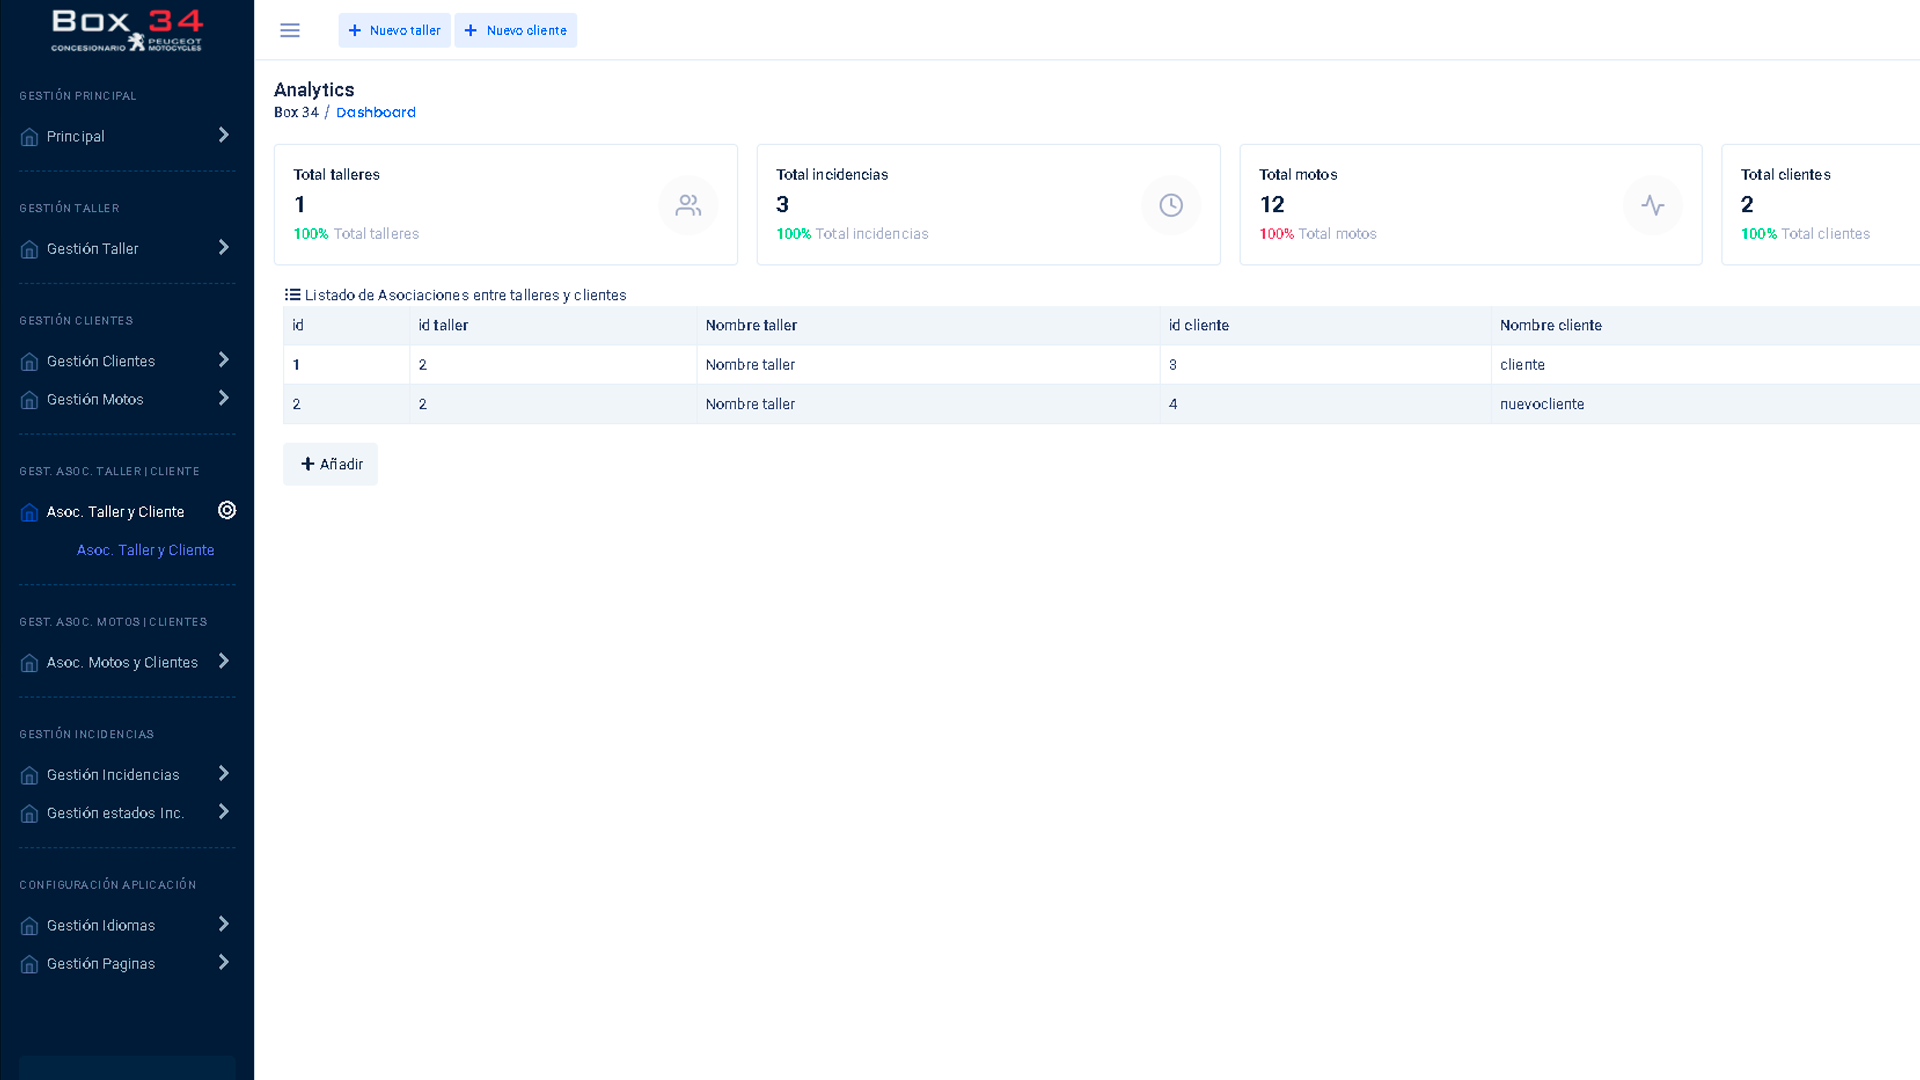 Box 34
CONCESIONARIO PEUGEOT MOTOCYCLES
GESTIÓN PRINCIPAL
Principal
GESTIÓN TALLER
Gestión Taller
GESTIÓN CLIENTES
Gestión Clientes
Gestión Motos
GEST. ASOC. TALLER | CLIENTE
Asoc. Taller y Cliente
Asoc. Taller y Cliente
GEST. ASOC. MOTOS | CLIENTES
Asoc. Motos y Clientes
GESTIÓN INCIDENCIAS
Gestión Incidencias
Gestión estados Inc.
CONFIGURACIÓN APLICACIÓN
Gestión Idiomas
Gestión Paginas
+ Nuevo taller + Nuevo cliente
Analytics
Box 34 / Dashboard
Total talleres
1
100% Total talleres
Total incidencias
3
100% Total incidencias
Total motos
12
100% Total motos
Total clientes
2
100% Total clientes
Listado de Asociaciones entre talleres y clientes
id id taller Nombre taller id cliente Nombre cliente
1 2 Nombre taller 3 cliente
2 2 Nombre taller 4 nuevocliente
+ Añadir